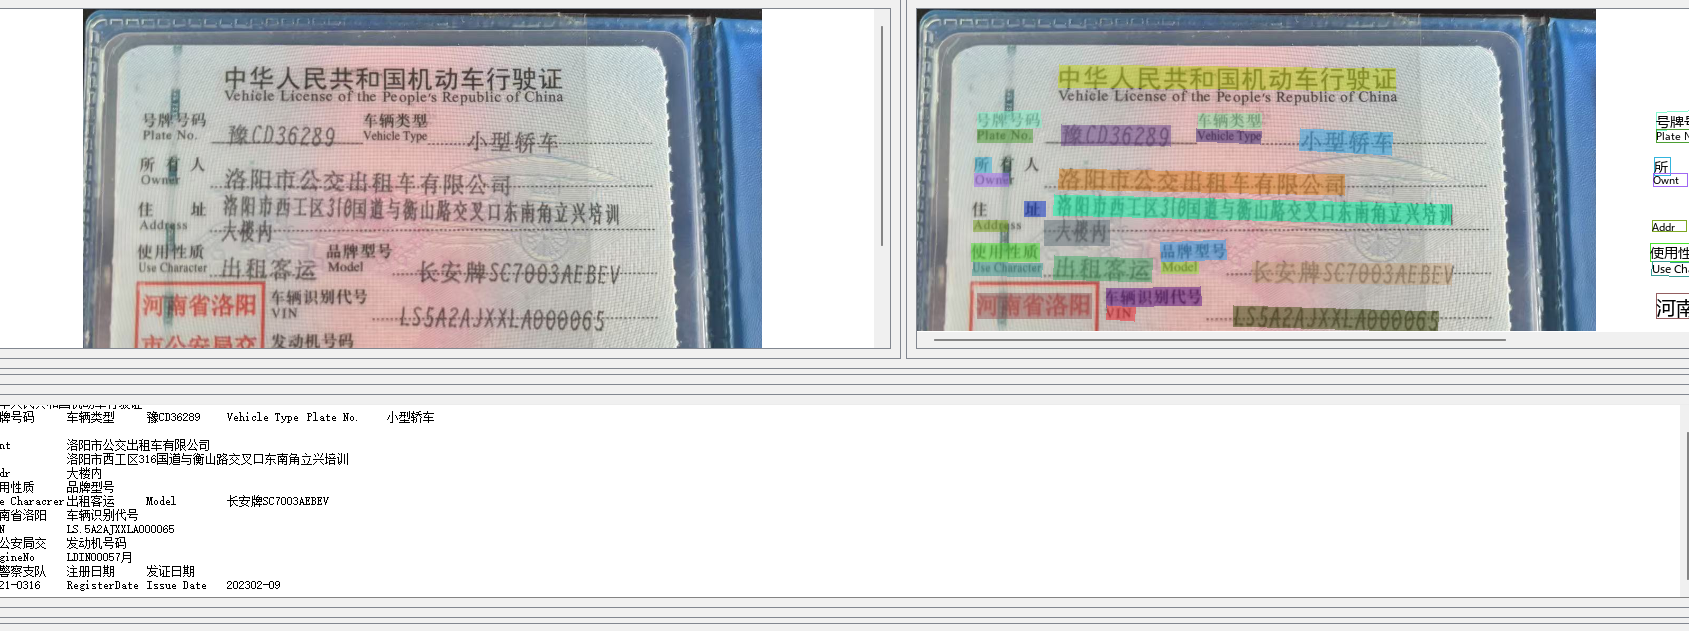 中华人民共和国机动车行驶证
Vehicle License of the People's Republic of China
号牌号码 车辆类型
Plate No. 豫CD36289 Vehicle Type 小型轿车
所有人
Owner 洛阳市公交出租车有限公司
住 址 洛阳市西工区310国道与衡山路交叉口东南角立兴培训
Address 大楼内
使用性质 品牌型号
Use Character 出租客运 Model 长安牌SC7003AEBEV
河南省洛阳 车辆识别代号
VIN LS5A2AJXXLA000065
市公安局交 发动机号码
中华人民共和国机动车行驶证
Vehicle License of the People's Republic of China
号牌号码 车辆类型
Plate No. 豫CD36289 Vehicle Type 小型轿车
所有人
Owner 洛阳市公交出租车有限公司
住 址 洛阳市西工区310国道与衡山路交叉口东南角立兴培训
Address 大楼内
使用性质 品牌型号
Use Character 出租客运 Model 长安牌SC7003AEBEV
河南省洛阳 车辆识别代号
VIN LS5A2AJXXLA000065
号牌
Plate N
所
Ownt
Addr
使用性
Use Cha
河南
牌号码 车辆类型 豫CD36289 Vehicle Type Plate No. 小型轿车
nt 洛阳市公交出租车有限公司
洛阳市西工区316国道与衡山路交叉口东南角立兴培训
dr 大楼内
用性质 品牌型号
e Characrer 出租客运 Model 长安牌SC7003AEBEV
南省洛阳 车辆识别代号
N LS.5A2AJXXLA000065
公安局交 发动机号码
gineNo LDIN00057月
警察支队 注册日期 发证日期
21-0316 RegisterDate Issue Date 202302-09